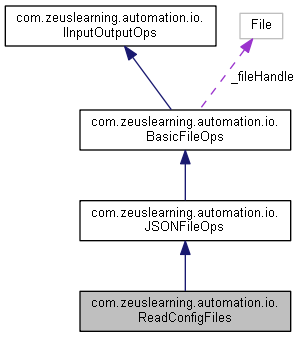 com.zeuslearning.automation.io.
IInputOutputOps
File
_fileHandle
com.zeuslearning.automation.io.
BasicFileOps
com.zeuslearning.automation.io.
JSONFileOps
com.zeuslearning.automation.io.
ReadConfigFiles